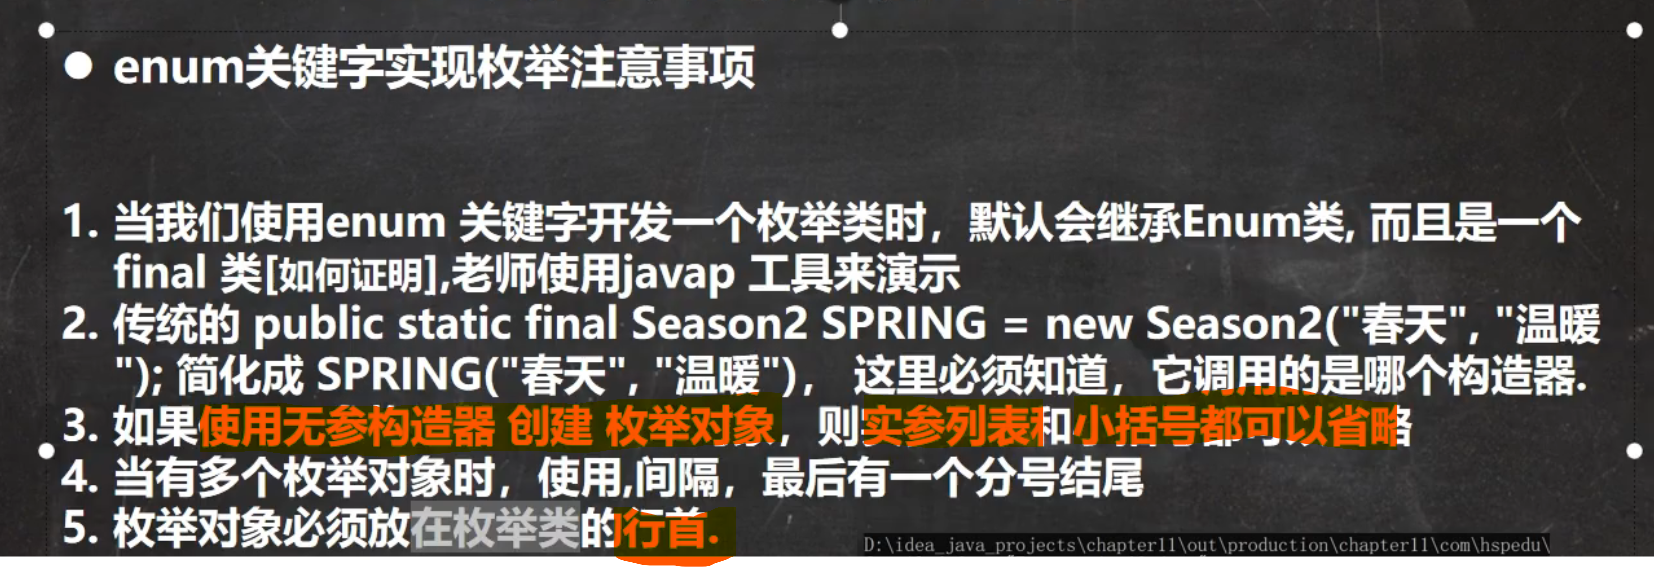 ● enum关键字实现枚举注意事项
1. 当我们使用enum 关键字开发一个枚举类时，默认会继承Enum类, 而且是一个
final 类[如何证明],老师使用javap 工具来演示
2. 传统的 public static final Season2 SPRING = new Season2("春天", "温暖
"); 简化成 SPRING("春天", "温暖")， 这里必须知道，它调用的是哪个构造器.
3. 如果使用无参构造器 创建 枚举对象，则实参列表和小括号都可以省略
4. 当有多个枚举对象时，使用,间隔，最后有一个分号结尾
5. 枚举对象必须放在枚举类的行首.
D:\idea_java_projects\chapter11\out\production\chapter11\com\hspedu\